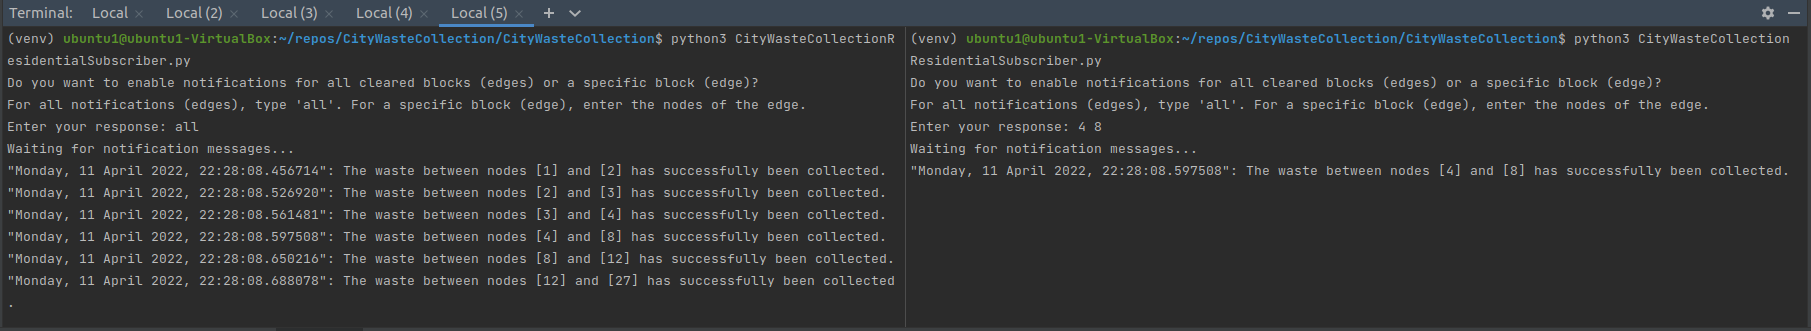 Terminal: Local × Local (2) × Local (3) × Local (4) × Local (5) × +
(venv) ubuntu1@ubuntu1-VirtualBox:~/repos/CityWasteCollection/CityWasteCollection$ python3 CityWasteCollectionR
esidentialSubscriber.py
Do you want to enable notifications for all cleared blocks (edges) or a specific block (edge)?
For all notifications (edges), type 'all'. For a specific block (edge), enter the nodes of the edge.
Enter your response: all
Waiting for notification messages...
"Monday, 11 April 2022, 22:28:08.456714": The waste between nodes [1] and [2] has successfully been collected.
"Monday, 11 April 2022, 22:28:08.526920": The waste between nodes [2] and [3] has successfully been collected.
"Monday, 11 April 2022, 22:28:08.561481": The waste between nodes [3] and [4] has successfully been collected.
"Monday, 11 April 2022, 22:28:08.597508": The waste between nodes [4] and [8] has successfully been collected.
"Monday, 11 April 2022, 22:28:08.650216": The waste between nodes [8] and [12] has successfully been collected.
"Monday, 11 April 2022, 22:28:08.688078": The waste between nodes [12] and [27] has successfully been collected
.
(venv) ubuntu1@ubuntu1-VirtualBox:~/repos/CityWasteCollection/CityWasteCollection$ python3 CityWasteCollection
ResidentialSubscriber.py
Do you want to enable notifications for all cleared blocks (edges) or a specific block (edge)?
For all notifications (edges), type 'all'. For a specific block (edge), enter the nodes of the edge.
Enter your response: 4 8
Waiting for notification messages...
"Monday, 11 April 2022, 22:28:08.597508": The waste between nodes [4] and [8] has successfully been collected.